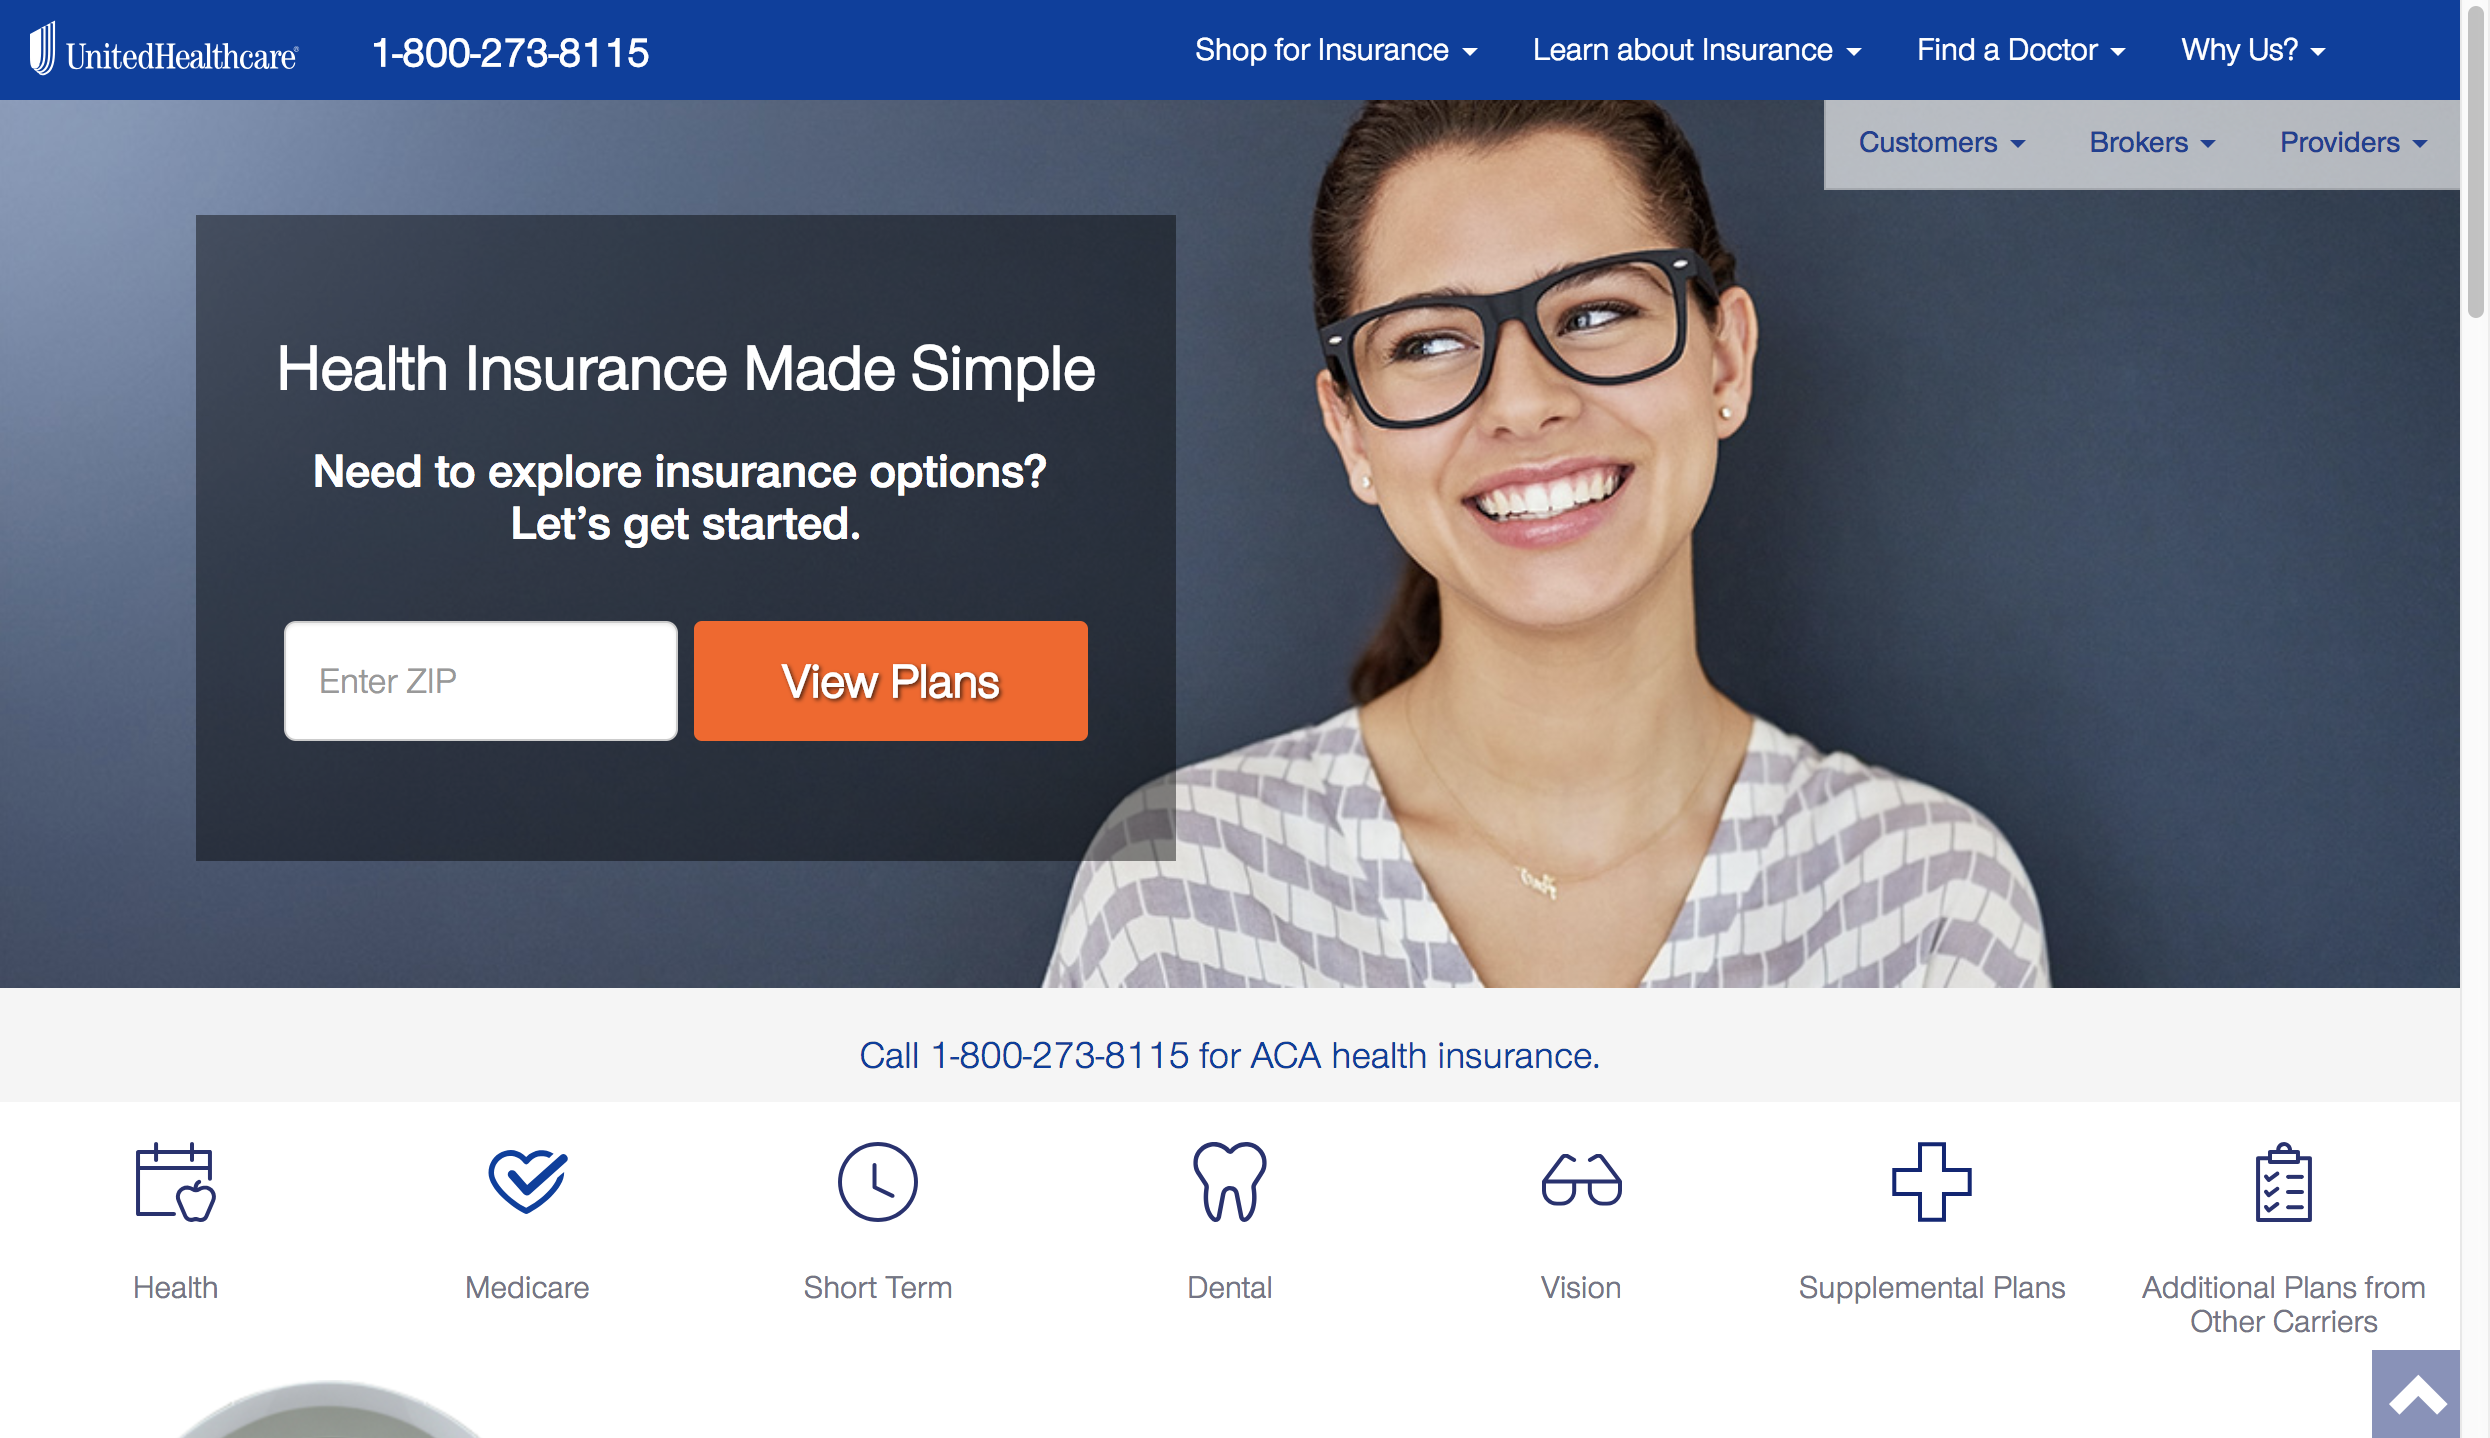 UnitedHealthcare®
1-800-273-8115
Shop for Insurance
Learn about Insurance
Find a Doctor
Why Us?
Customers
Brokers
Providers
Health Insurance Made Simple
Need to explore insurance options?
Let’s get started.
Enter ZIP
View Plans
Call 1-800-273-8115 for ACA health insurance.
Health
Medicare
Short Term
Dental
Vision
Supplemental Plans
Additional Plans from
Other Carriers